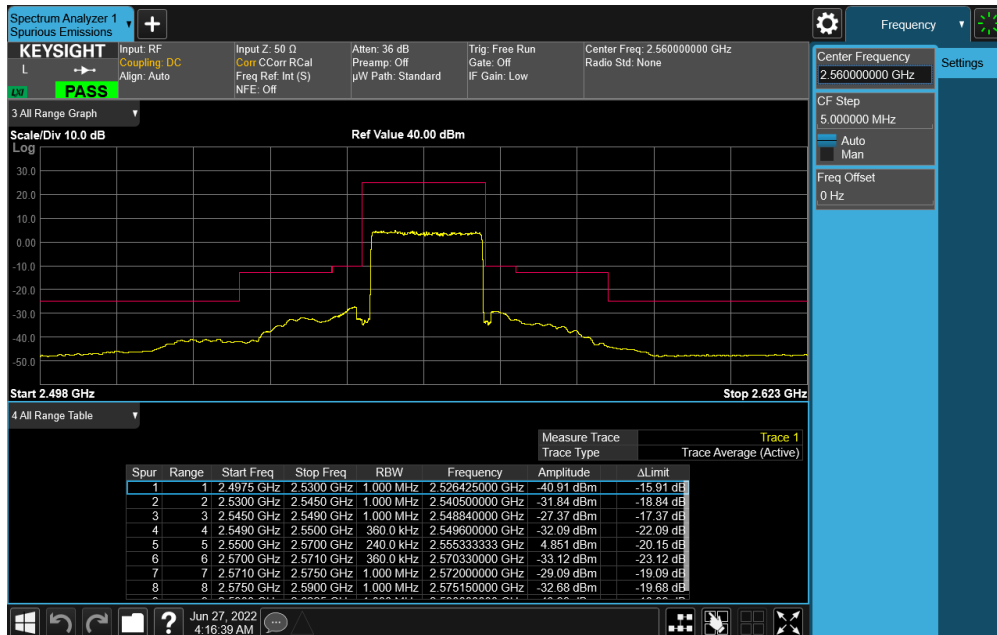 Spectrum Analyzer 1
Spurious Emissions
Frequency
KEYSIGHT
L
LXI
PASS
Input: RF
Coupling: DC
Align: Auto
Input Z: 50 Ω
Corr CCorr RCal
Freq Ref: Int (S)
NFE: Off
Atten: 36 dB
Preamp: Off
µW Path: Standard
Trig: Free Run
Gate: Off
IF Gain: Low
Center Freq: 2.560000000 GHz
Radio Std: None
Center Frequency
2.560000000 GHz
Settings
CF Step
5.000000 MHz
Auto
Man
Freq Offset
0 Hz
3 All Range Graph
Scale/Div 10.0 dB
Ref Value 40.00 dBm
Log
30.0
20.0
10.0
0.00
-10.0
-20.0
-30.0
-40.0
-50.0
Start 2.498 GHz
Stop 2.623 GHz
4 All Range Table
Measure Trace Trace 1
Trace Type Trace Average (Active)
Spur Range Start Freq Stop Freq RBW Frequency Amplitude ΔLimit
1 1 2.4975 GHz 2.5300 GHz 1.000 MHz 2.526425000 GHz -40.91 dBm -15.91 dB
2 2 2.5300 GHz 2.5450 GHz 1.000 MHz 2.540500000 GHz -31.84 dBm -18.84 dB
3 3 2.5450 GHz 2.5490 GHz 1.000 MHz 2.548840000 GHz -27.37 dBm -17.37 dB
4 4 2.5490 GHz 2.5500 GHz 360.0 kHz 2.549600000 GHz -32.09 dBm -22.09 dB
5 5 2.5500 GHz 2.5700 GHz 240.0 kHz 2.555333333 GHz 4.851 dBm -20.15 dB
6 6 2.5700 GHz 2.5710 GHz 360.0 kHz 2.570330000 GHz -33.12 dBm -23.12 dB
7 7 2.5710 GHz 2.5750 GHz 1.000 MHz 2.572000000 GHz -29.09 dBm -19.09 dB
8 8 2.5750 GHz 2.5900 GHz 1.000 MHz 2.575150000 GHz -32.68 dBm -19.68 dB
Jun 27, 2022
4:16:39 AM